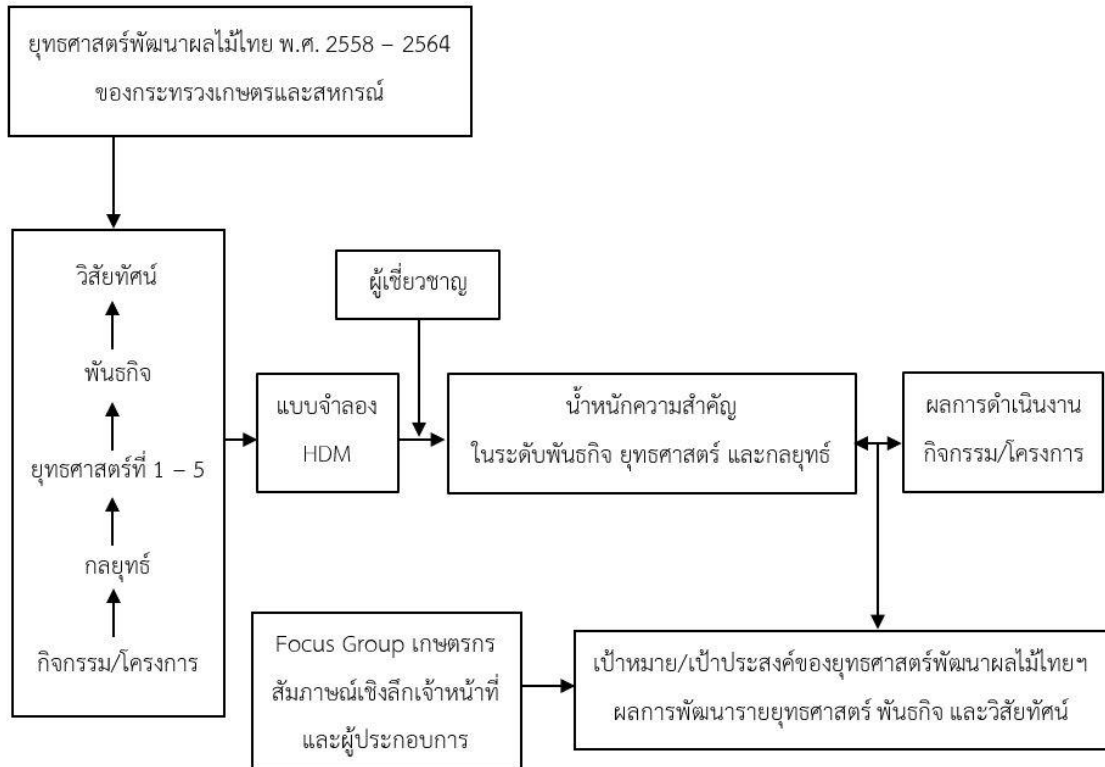 ยุทธศาสตร์พัฒนาผลไม้ไทย พ.ศ. 2558 – 2564
ของกระทรวงเกษตรและสหกรณ์
วิสัยทัศน์
พันธกิจ
ยุทธศาสตร์ที่ 1 – 5
กลยุทธ์
กิจกรรม/โครงการ
แบบจำลอง
HDM
ผู้เชี่ยวชาญ
น้ำหนักความสำคัญ
ในระดับพันธกิจ ยุทธศาสตร์ และกลยุทธ์
ผลการดำเนินงาน
กิจกรรม/โครงการ
Focus Group เกษตรกร
สัมภาษณ์เชิงลึกเจ้าหน้าที่
และผู้ประกอบการ
เป้าหมาย/เป้าประสงค์ของยุทธศาสตร์พัฒนาผลไม้ไทยฯ
ผลการพัฒนารายยุทธศาสตร์ พันธกิจ และวิสัยทัศน์